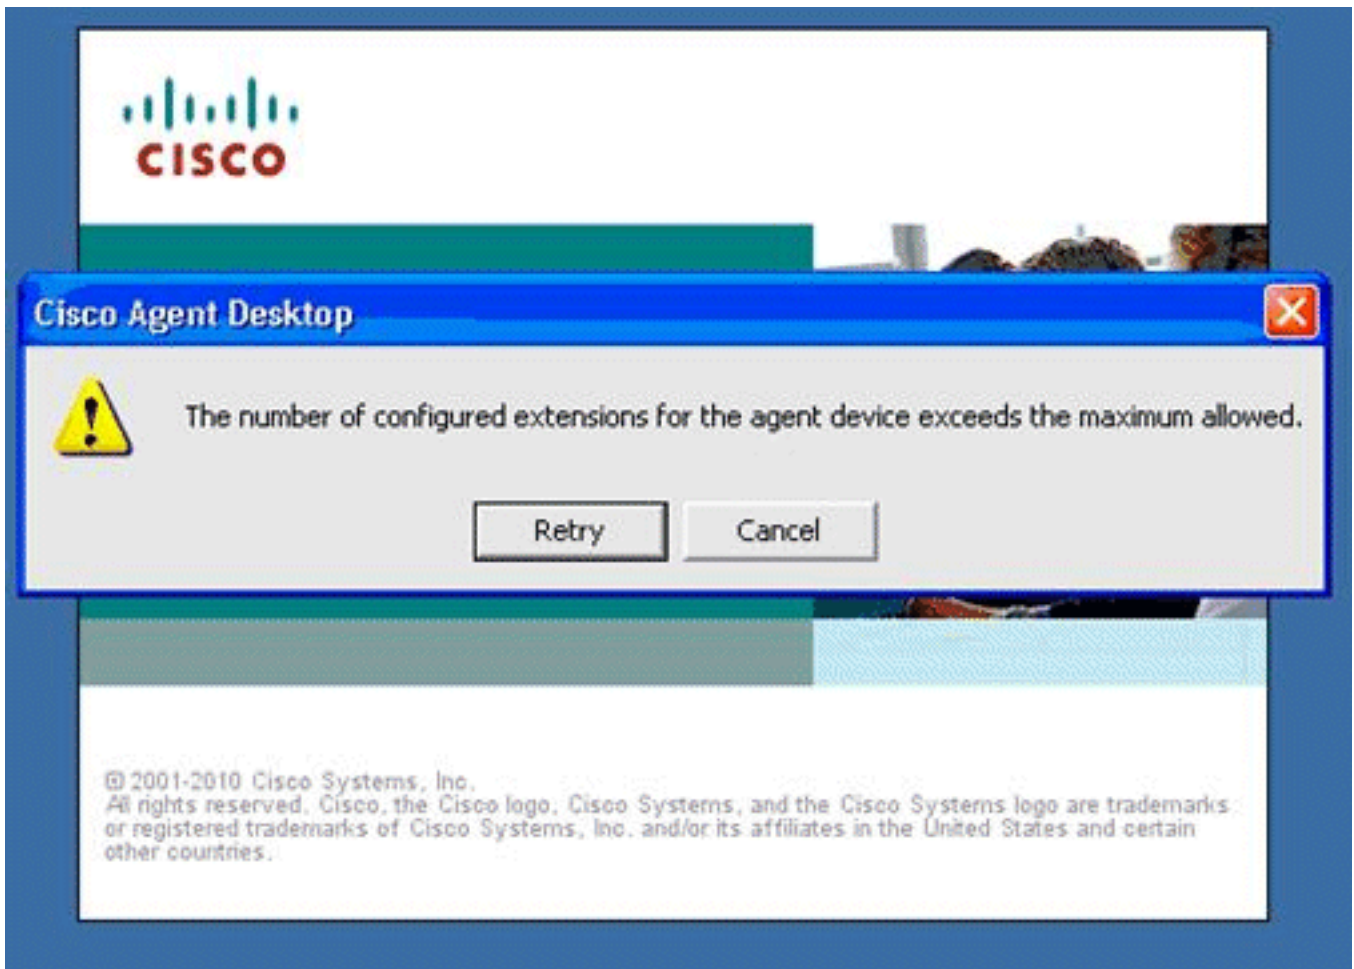 CISCO
Cisco Agent Desktop
The number of configured extensions for the agent device exceeds the maximum allowed.
Retry
Cancel
© 2001-2010 Cisco Systems, Inc.
All rights reserved. Cisco, the Cisco logo, Cisco Systems, and the Cisco Systems logo are trademarks
or registered trademarks of Cisco Systems, Inc. and/or its affiliates in the United States and certain
other countries.